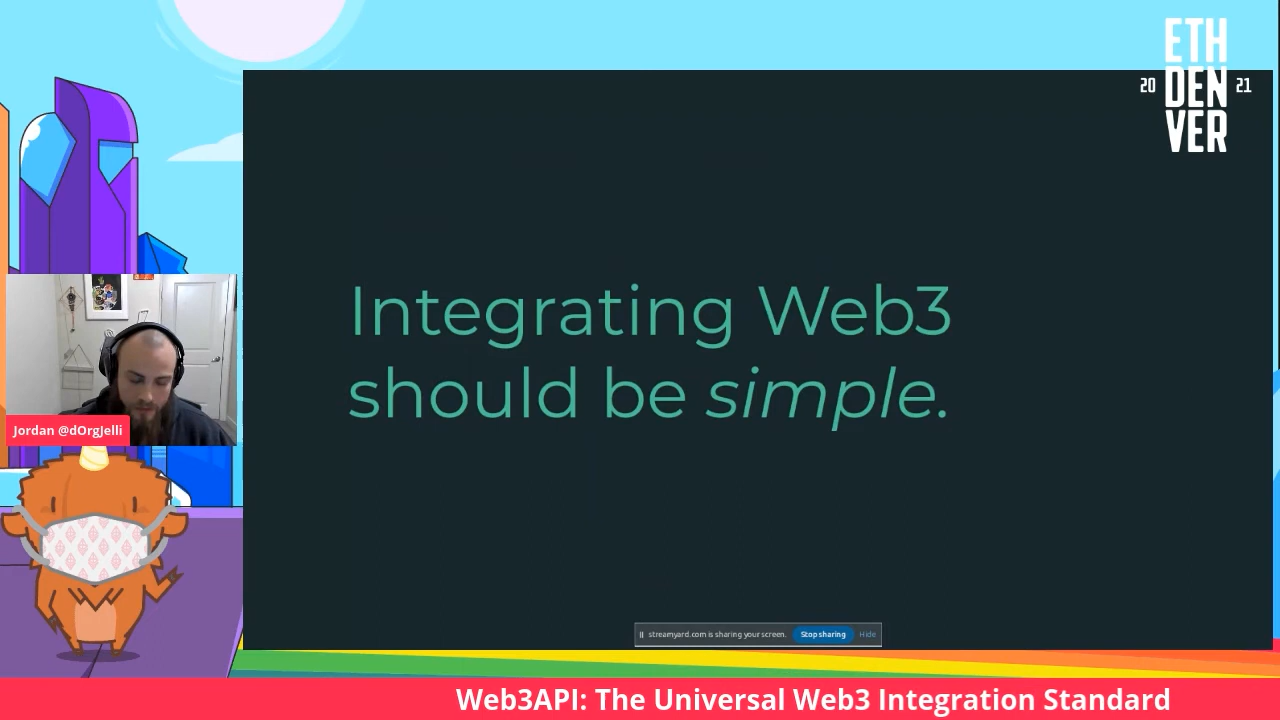 ETH
20 DEN 21
VER
Integrating Web3
should be simple.
Jordan @dOrgJelli
streamyard.com is sharing your screen. Stop sharing Hide
Web3API: The Universal Web3 Integration Standard